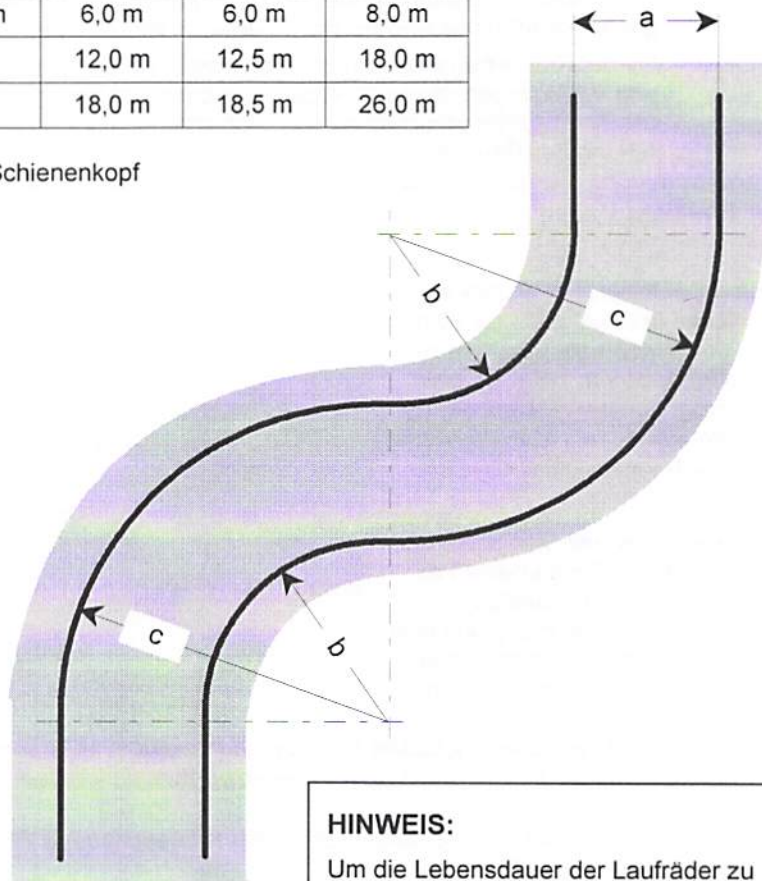 m 6,0 m 6,0 m 8,0 m
12,0 m 12,5 m 18,0 m
18,0 m 18,5 m 26,0 m
Schienenkopf
a
b
c
c
b
HINWEIS:
Um die Lebensdauer der Laufräder zu